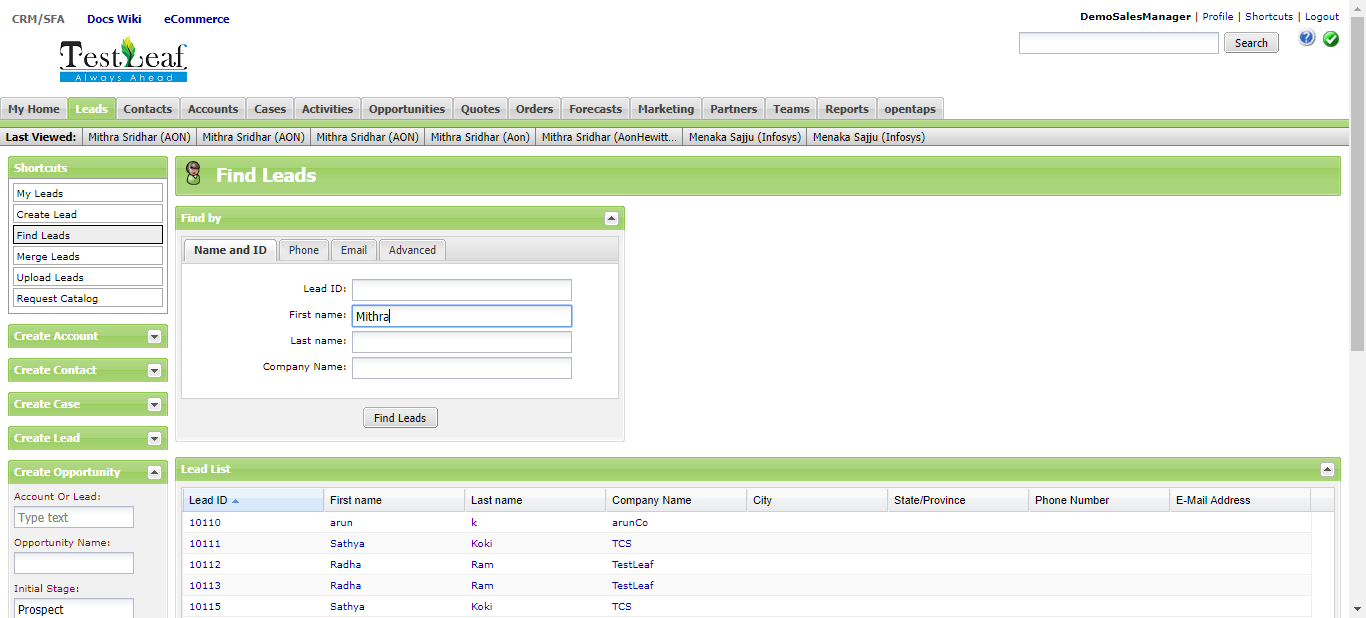 CRM/SFA Docs Wiki eCommerce
DemoSalesManager | Profile | Shortcuts | Logout
Search
TestLeaf
Always Ahead
My Home Leads Contacts Accounts Cases Activities Opportunities Quotes Orders Forecasts Marketing Partners Teams Reports opentaps
Last Viewed: Mithra Sridhar (AON) Mithra Sridhar (AON) Mithra Sridhar (AON) Mithra Sridhar (Aon) Mithra Sridhar (AonHewitt... Menaka Sajju (Infosys) Menaka Sajju (Infosys)
Shortcuts
My Leads
Create Lead
Find Leads
Merge Leads
Upload Leads
Request Catalog
Create Account
Create Contact
Create Case
Create Lead
Create Opportunity
Account Or Lead:
Type text
Opportunity Name:
Initial Stage:
Prospect
Find Leads
Find by
Name and ID Phone Email Advanced
Lead ID:
First name: Mithra
Last name:
Company Name:
Find Leads
Lead List
Lead ID First name Last name Company Name City State/Province Phone Number E-Mail Address
10110 arun k arunCo
10111 Sathya Koki TCS
10112 Radha Ram TestLeaf
10113 Radha Ram TestLeaf
10115 Sathya Koki TCS